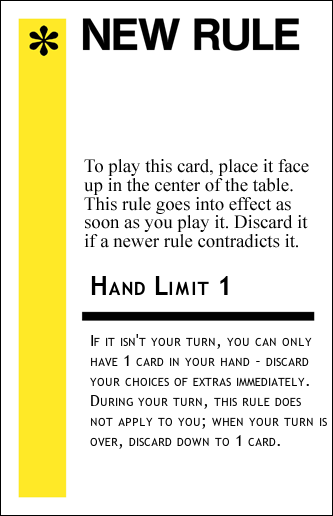 * NEW RULE
To play this card, place it face
up in the center of the table.
This rule goes into effect as
soon as you play it. Discard it
if a newer rule contradicts it.
Hand Limit 1
If it isn't your turn, you can only
have 1 card in your hand - discard
your choices of extras immediately.
During your turn, this rule does
not apply to you; when your turn is
over, discard down to 1 card.